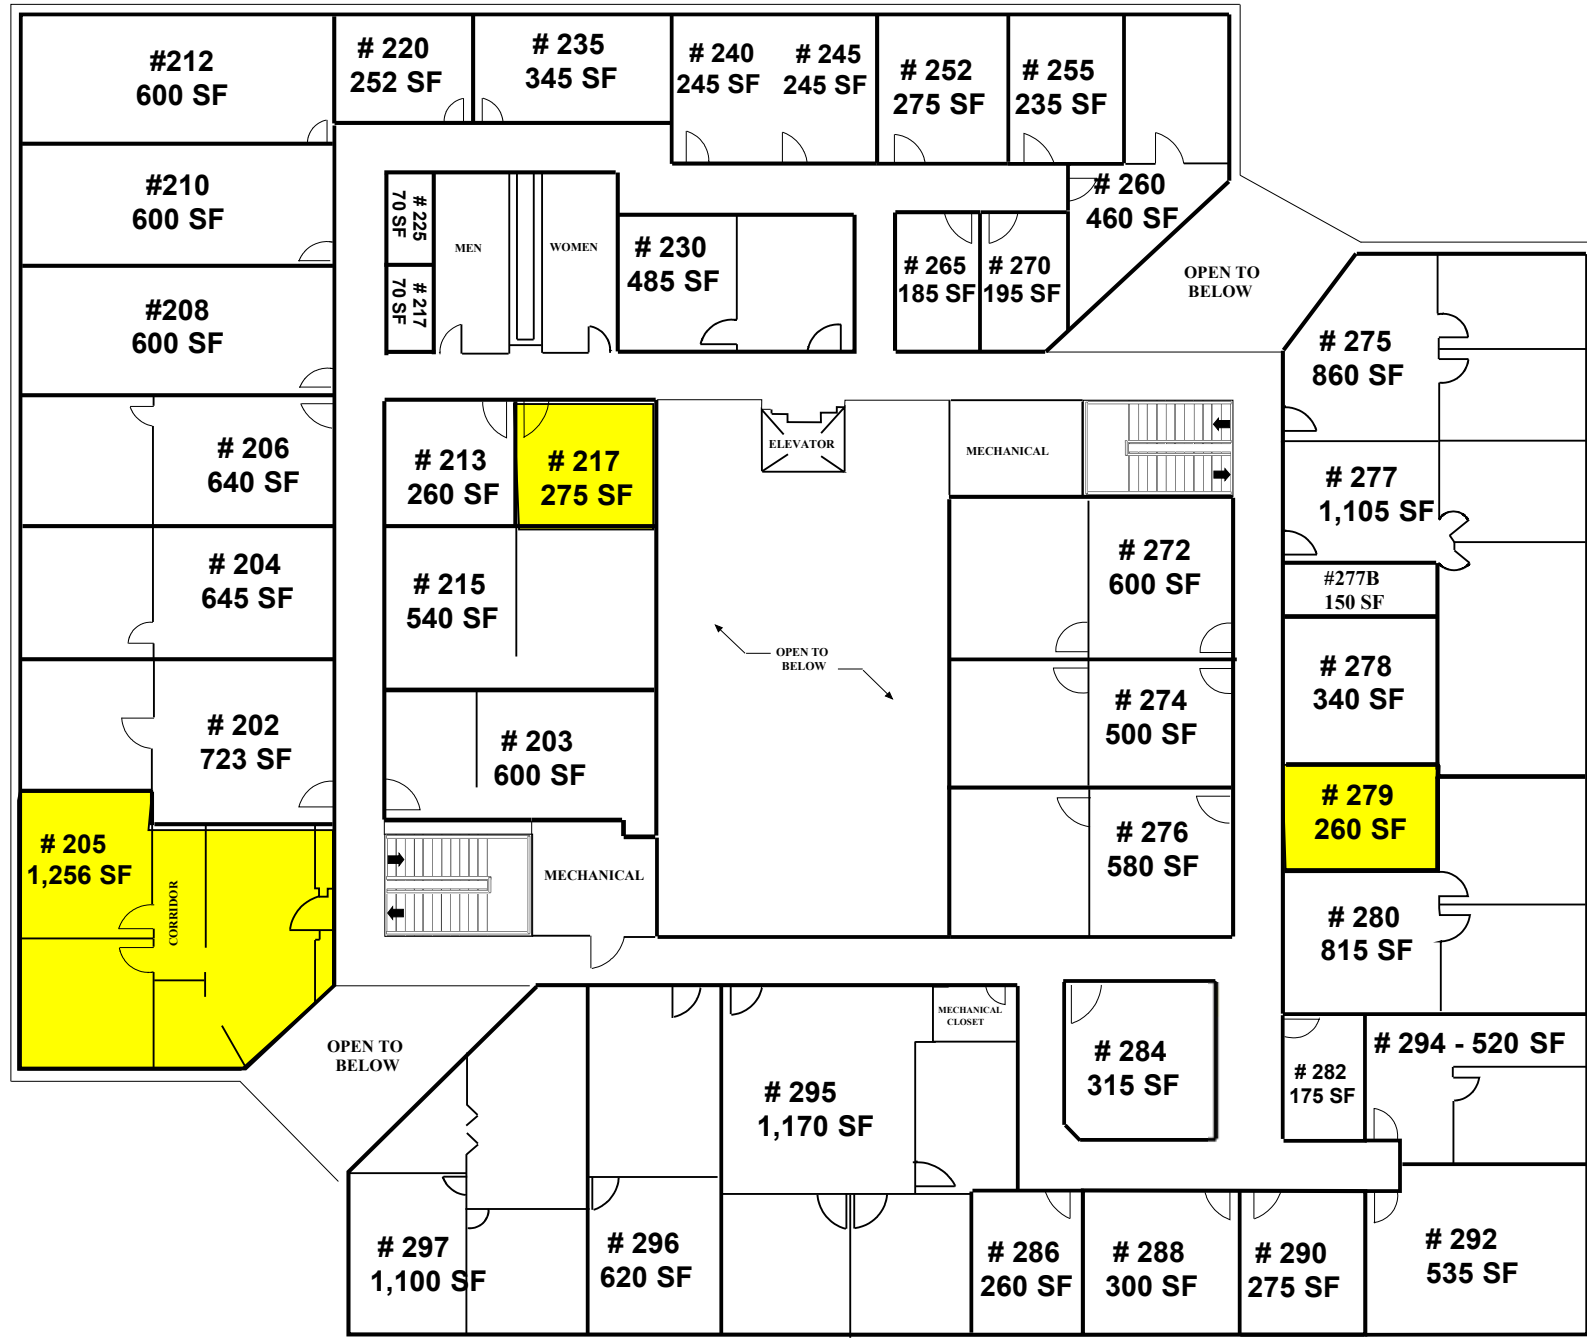 #212
600 SF
# 220
252 SF
# 235
345 SF
# 240
245 SF
# 245
245 SF
# 252
275 SF
# 255
235 SF
#210
600 SF
# 225
70 SF
MEN
WOMEN
# 230
485 SF
# 260
460 SF
# 265
185 SF
# 270
195 SF
OPEN TO
BELOW
#208
600 SF
# 217
70 SF
# 275
860 SF
# 206
640 SF
# 213
260 SF
# 217
275 SF
ELEVATOR
MECHANICAL
# 277
1,105 SF
# 204
645 SF
# 215
540 SF
# 272
600 SF
#277B
150 SF
OPEN TO
BELOW
# 278
340 SF
# 202
723 SF
# 203
600 SF
# 274
500 SF
# 279
260 SF
# 205
1,256 SF
CORRIDOR
MECHANICAL
# 276
580 SF
# 280
815 SF
OPEN TO
BELOW
MECHANICAL
CLOSET
# 284
315 SF
# 282
175 SF
# 294 - 520 SF
# 295
1,170 SF
# 297
1,100 SF
# 296
620 SF
# 286
260 SF
# 288
300 SF
# 290
275 SF
# 292
535 SF